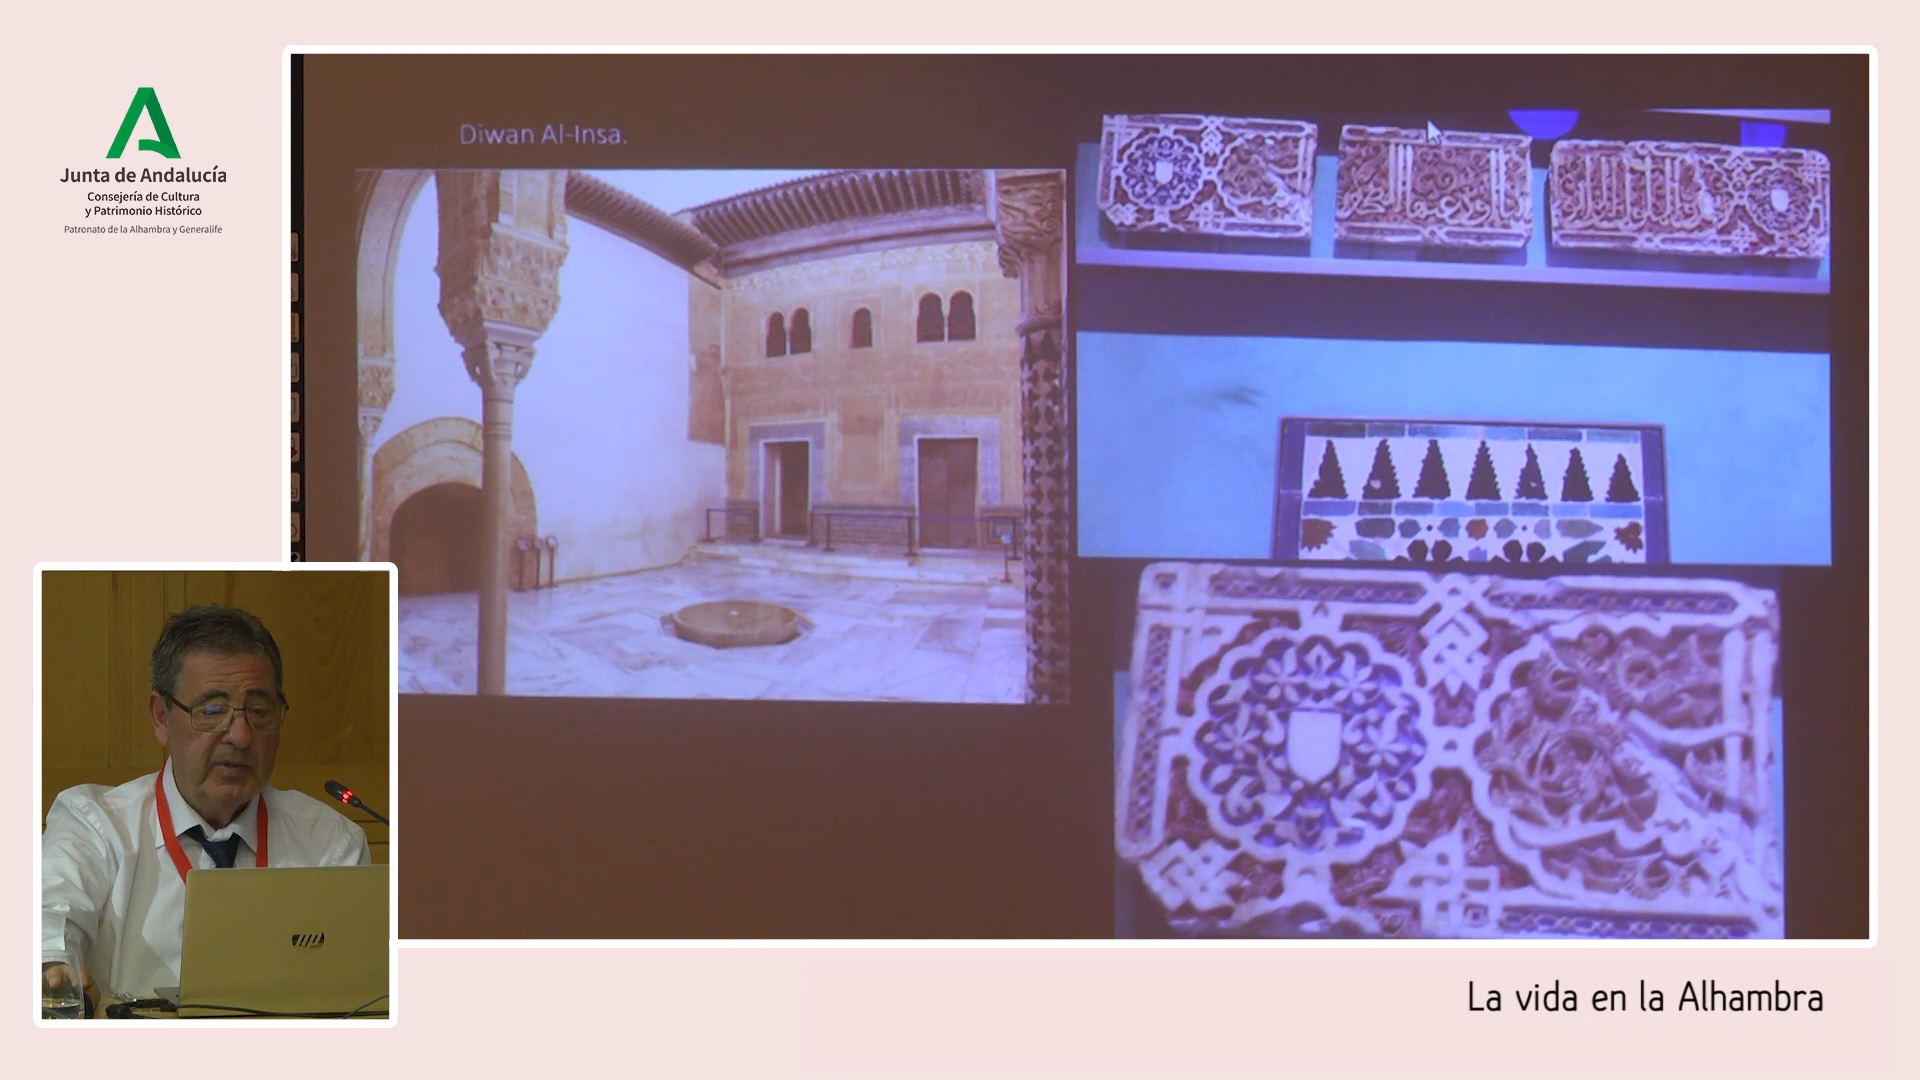 Junta de Andalucía
Consejería de Cultura
y Patrimonio Histórico
Patronato de la Alhambra y Generalife
Diwan Al-Insa.
hp
La vida en la Alhambra